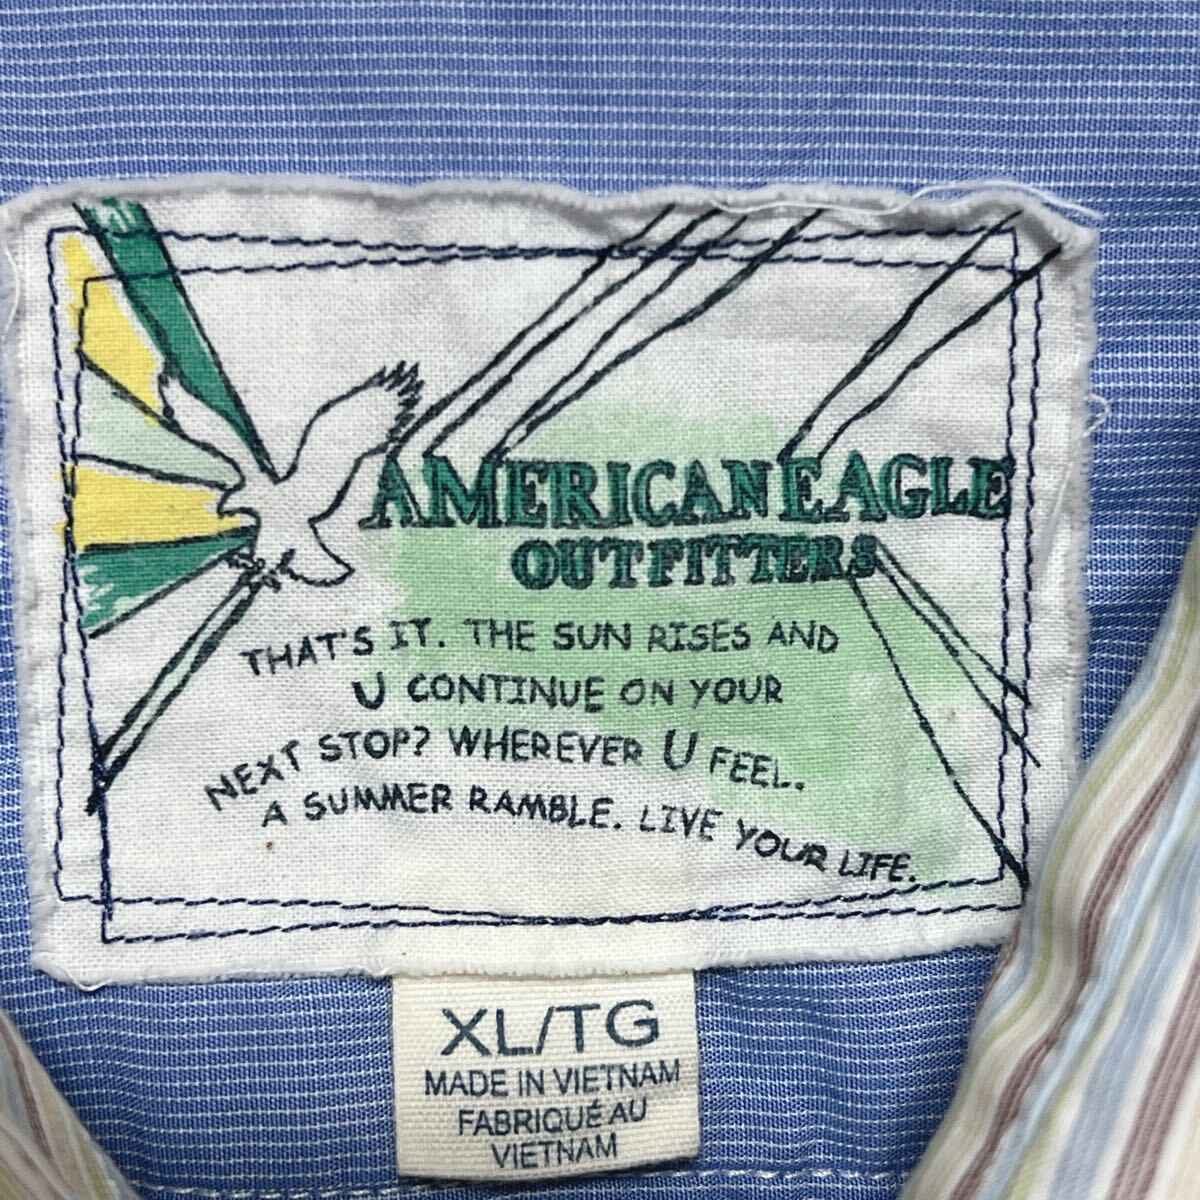 AMERICAN EAGLE
OUTFITTERS
THAT'S IT. THE SUN RISES AND
U CONTINUE ON YOUR
NEXT STOP? WHEREVER U FEEL.
A SUMMER RAMBLE. LIVE YOUR LIFE.
XL/TG
MADE IN VIETNAM
FABRIQUÉ AU
VIETNAM